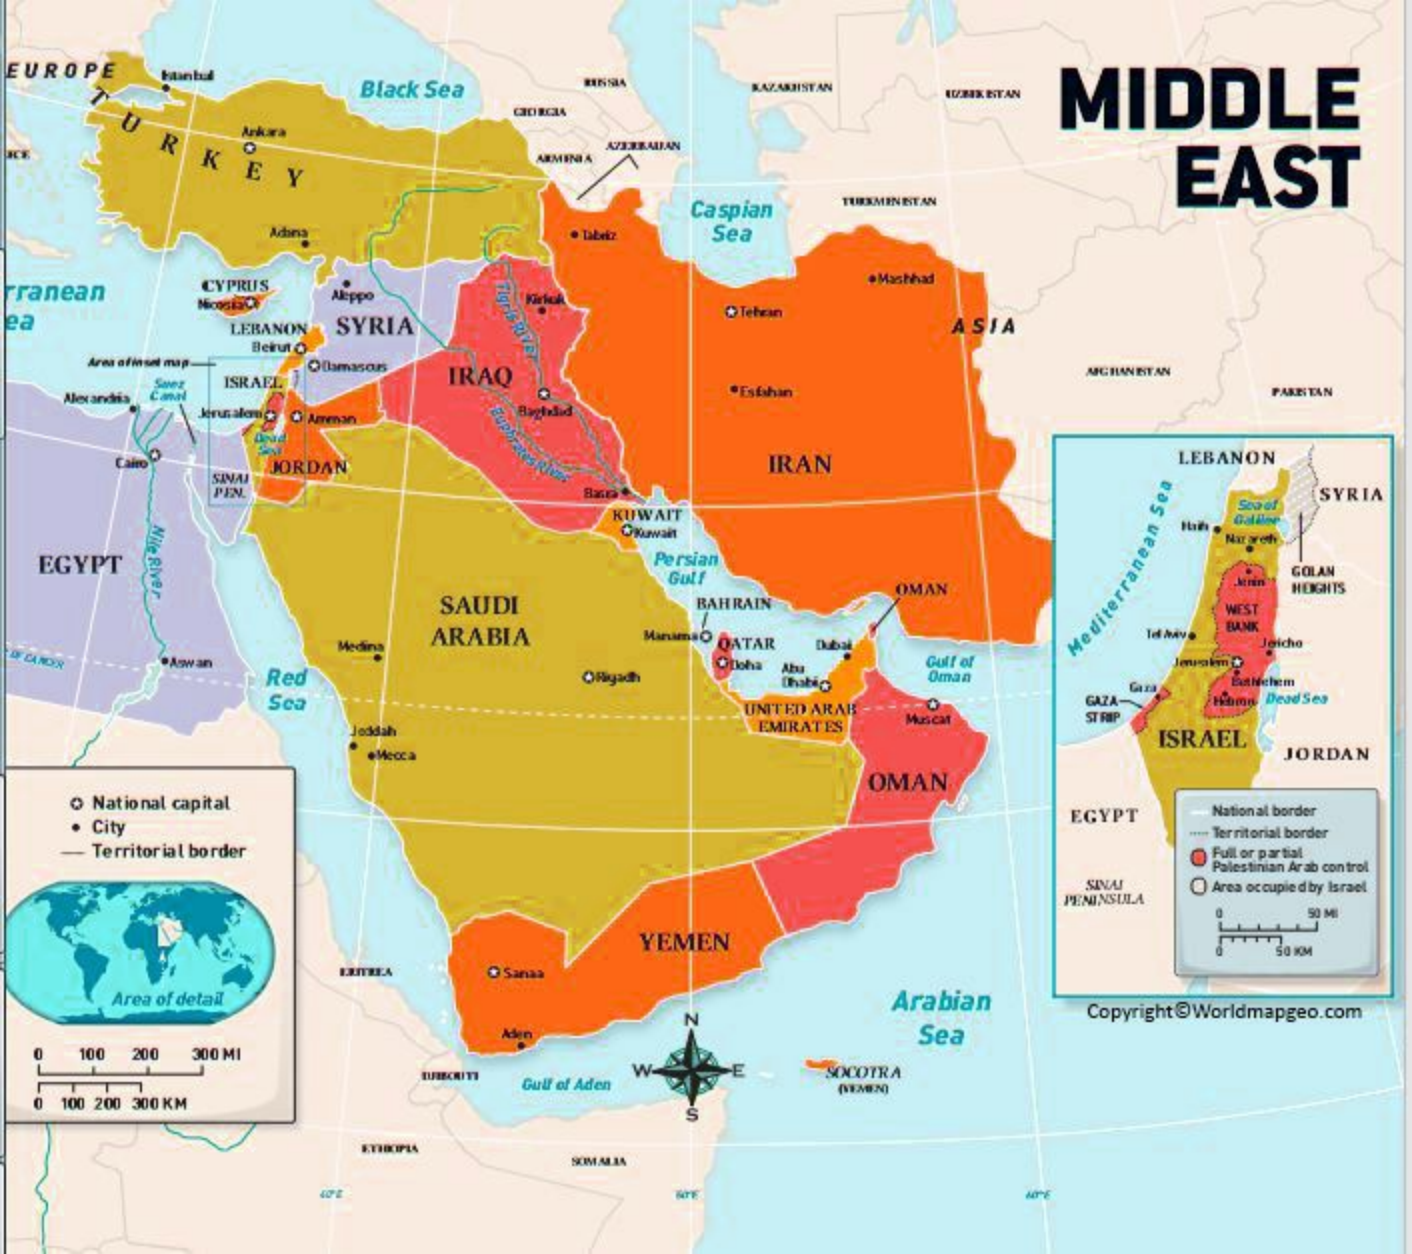 MIDDLE
EAST
EUROPE
Istanbul
Black Sea
RUSSIA
KAZAKHSTAN
UZBEKISTAN
GEORGIA
TURKEY
Ankara
ARMENIA
AZERBAIJAN
Caspian
Sea
TURKMENISTAN
Adana
Tabriz
Mashhad
CYPRUS
Nicosia
Aleppo
Kirkuk
Tehran
ASIA
LEBANON
Beirut
SYRIA
Tigris River
Area of inset map
Damascus
IRAQ
AFGHANISTAN
PAKISTAN
Suez
Canal
ISRAEL
Esfahan
Alexandria
Jerusalem
Amman
Baghdad
Dead
Sea
Euphrates River
Cairo
JORDAN
IRAN
SINAI
PEN.
Basra
KUWAIT
Kuwait
EGYPT
Nile River
Persian
Gulf
OMAN
SAUDI
ARABIA
BAHRAIN
Manama
QATAR
Doha
Dubai
Abu
Dhabi
Gulf of
Oman
Medina
Riyadh
Aswan
Red
Sea
UNITED ARAB
EMIRATES
Muscat
Jeddah
Mecca
OMAN
YEMEN
Sanaa
Aden
ERITREA
Arabian
Sea
DJIBOUTI
Gulf of Aden
N
W
E
S
SOCOTRA
(YEMEN)
ETHIOPIA
SOMALIA
National capital
City
Territorial border
Area of detail
0 100 200 300 MI
0 100 200 300 KM
LEBANON
SYRIA
Mediterranean Sea
Sea of
Galilee
Nazareth
GOLAN
HEIGHTS
Jenin
WEST
BANK
Tel Aviv
Jericho
Jerusalem
Bethlehem
Gaza
Hebron
Dead Sea
GAZA
STRIP
ISRAEL
JORDAN
EGYPT
SINAI
PENINSULA
National border
Territorial border
Full or partial
Palestinian Arab control
Area occupied by Israel
0 50 MI
0 50 KM
Copyright©Worldmapgeo.com